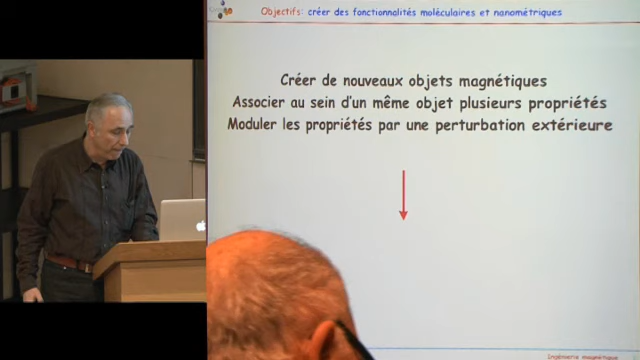 Objectifs: créer des fonctionnalités moléculaires et nanométriques
Créer de nouveaux objets magnétiques
Associer au sein d'un même objet plusieurs propriétés
Moduler les propriétés par une perturbation extérieure
Ingénierie magnétique